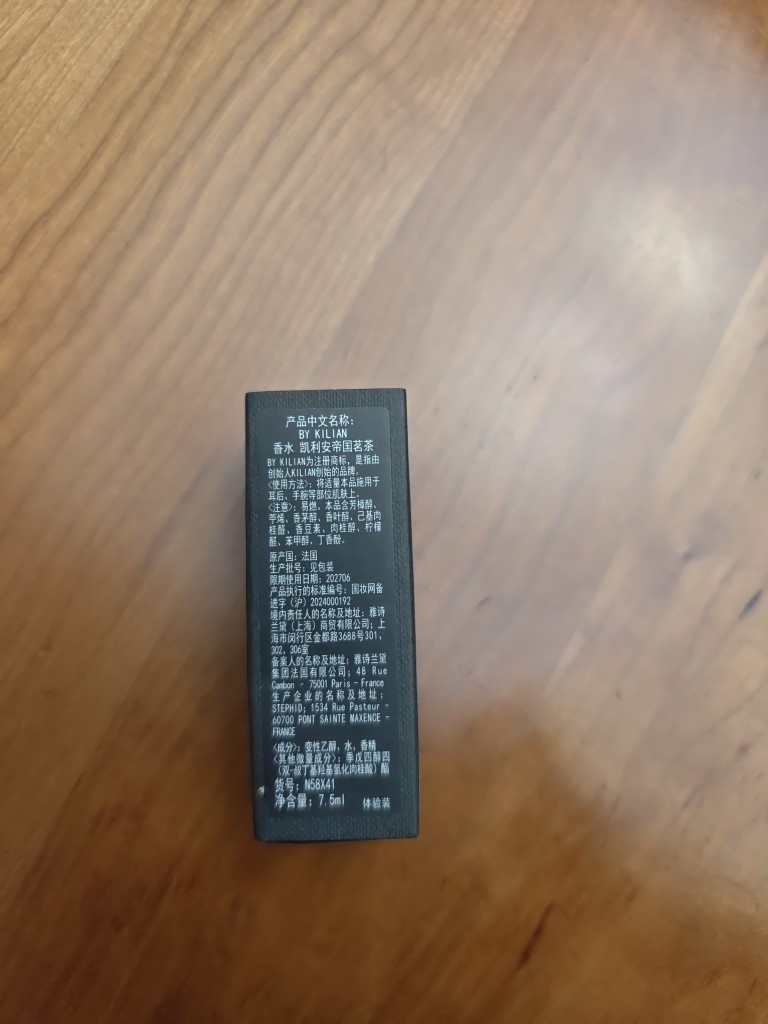 产品中文名称：
BY KILIAN
香水 凯利安帝国茗茶
BY KILIAN为注册商标，是指由
创始人KILIAN创始的品牌。
<使用方法>：将适量本品施用于
耳后、手腕等部位肌肤上。
<注意>：易燃。本品含芳樟醇、
苧烯、香茅醇、香叶醇、己基肉
桂醛、香豆素、肉桂醇、柠檬
醛、苯甲醇、丁香酚。
原产国：法国
生产批号：见包装
限期使用日期：202706
产品执行的标准编号：国妆网备
进字（沪）2024000192
境内责任人的名称及地址：雅诗
兰黛（上海）商贸有限公司；上
海市闵行区金都路3688号301、
302、306室
备案人的名称及地址：雅诗兰黛
集团法国有限公司；48 Rue
Cambon - 75001 Paris - France
生产企业的名称及地址：
STEPHID；1534 Rue Pasteur -
60700 PONT SAINTE MAXENCE -
FRANCE
<成分>：变性乙醇，水，香精
<其他微量成分>：季戊四醇四
（双-叔丁基羟基氢化肉桂酸）酯
货号：N58X41
净含量：7.5ml 体验装